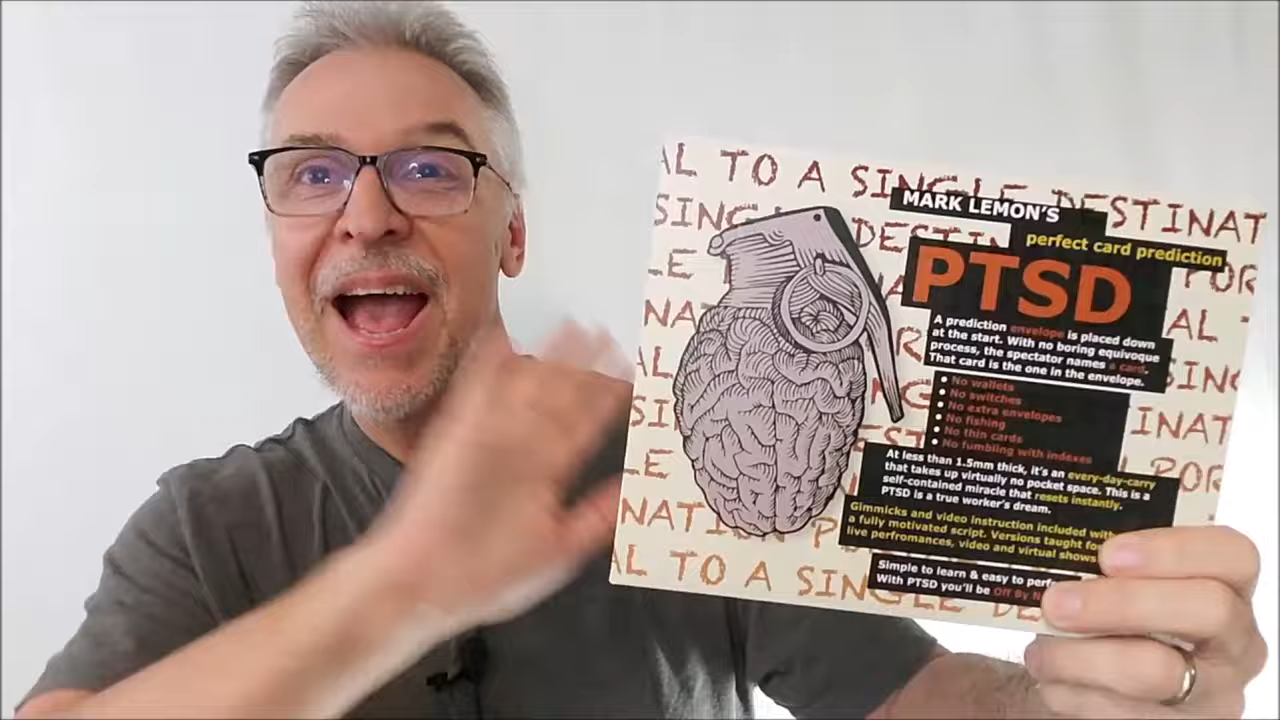 AL TO A SINGLE DESTINAT
MARK LEMON'S
perfect card prediction
PTSD
A prediction envelope is placed down
at the start. With no boring equivoque
process, the spectator names a card.
That card is the one in the envelope.
• No wallets
• No switches
• No extra envelopes
• No fishing
• No thin cards
• No fumbling with indexes
At less than 1.5mm thick, it's an every-day-carry
that takes up virtually no pocket space. This is a
self-contained miracle that resets instantly.
PTSD is a true worker's dream.
Gimmicks and video instruction included with
a fully motivated script. Versions taught fo
live perfromances, video and virtual shows
Simple to learn & easy to perf
With PTSD you'll be Off By N
AL TO A SINGLE DE